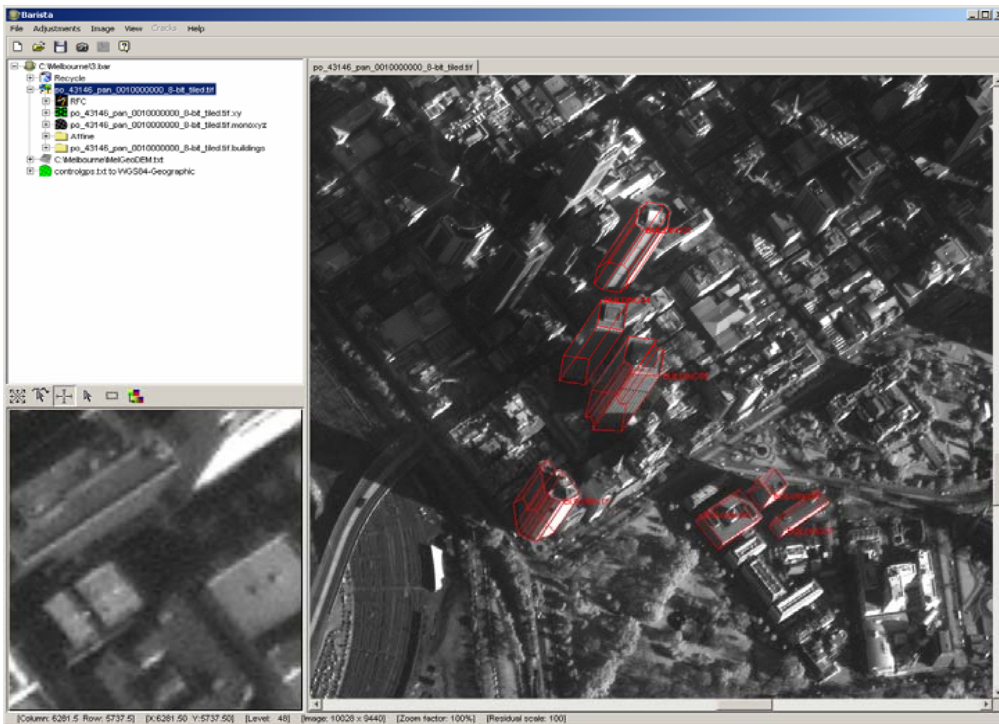 Barista
File Adjustments Image View Cracks Help
C:\Melbourne\3.bar
Recycle
po_43146_pan_0010000000_8-bit_tiled.tif
RFC
po_43146_pan_0010000000_8-bit_tiled.tif.xy
po_43146_pan_0010000000_8-bit_tiled.tif.monoxyz
Affine
po_43146_pan_0010000000_8-bit_tiled.tif.buildings
C:\Melbourne\MelGeoDEM.txt
controlgps.txt to WGS84-Geographic
po_43146_pan_0010000000_8-bit_tiled.tif
[Column: 6281.5 Row: 5737.5] [X:6281.50 Y:5737.50] [Level: 48] [Image: 10028 x 9440] [Zoom factor: 100%] [Residual scale: 100]